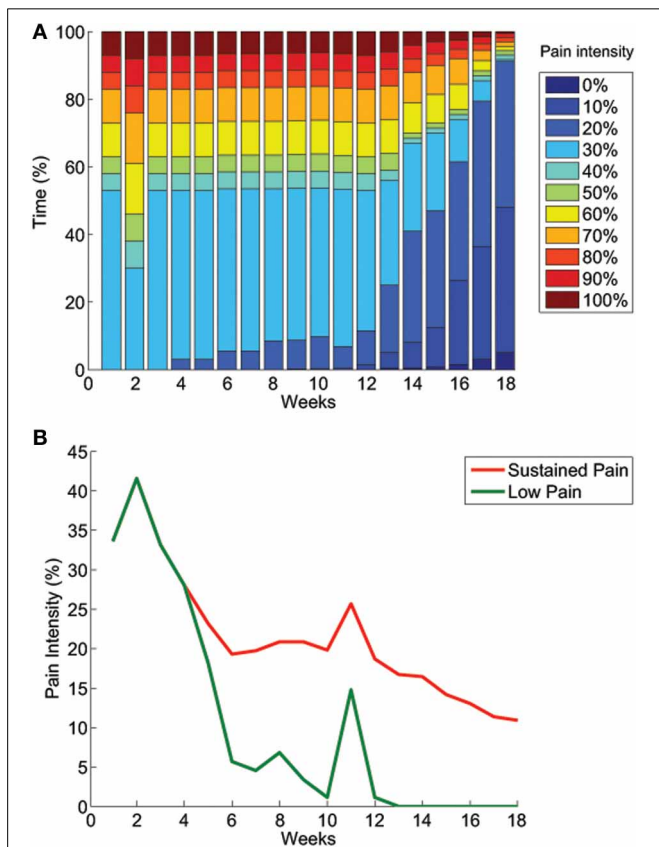 A
100
80
60
40
20
0
Time (%)
0 2 4 6 8 10 12 14 16 18
Weeks
Pain intensity
0%
10%
20%
30%
40%
50%
60%
70%
80%
90%
100%
B
45
40
35
30
25
20
15
10
5
0
Pain Intensity (%)
Sustained Pain
Low Pain
0 2 4 6 8 10 12 14 16 18
Weeks